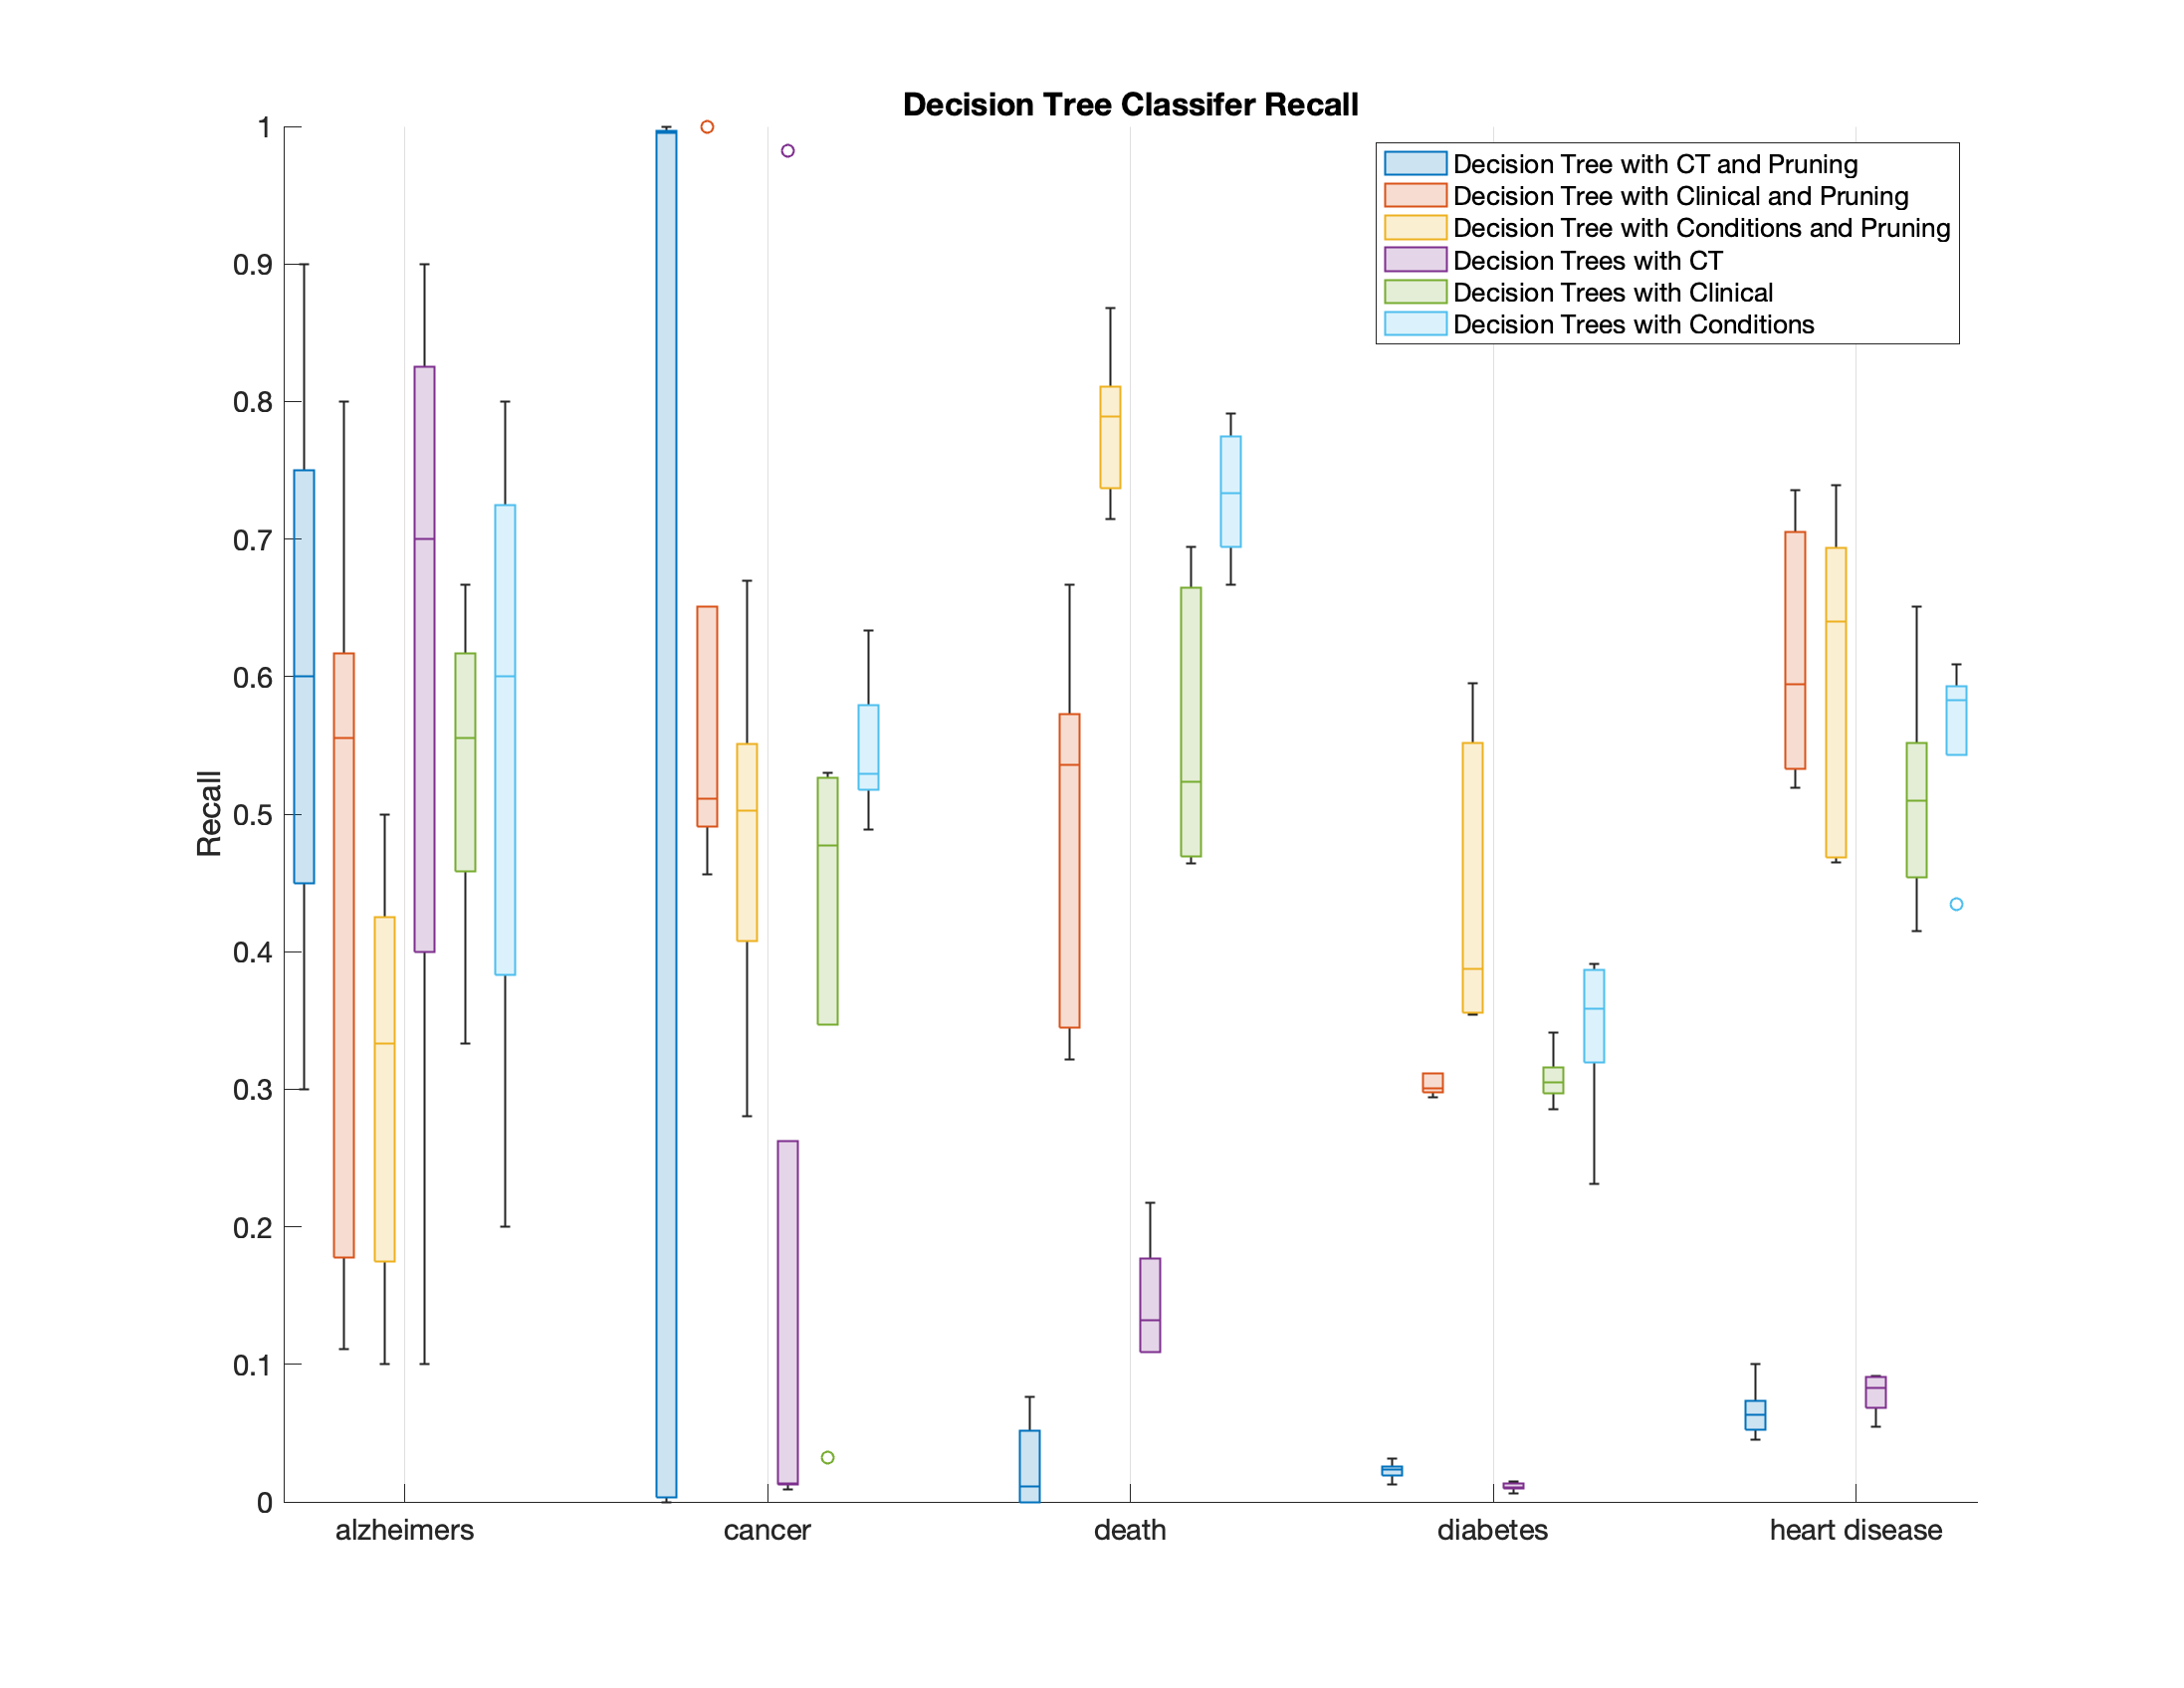 Decision Tree Classifer Recall
1
0.9
0.8
0.7
0.6
0.5
0.4
0.3
0.2
0.1
0
Recall
Decision Tree with CT and Pruning
Decision Tree with Clinical and Pruning
Decision Tree with Conditions and Pruning
Decision Trees with CT
Decision Trees with Clinical
Decision Trees with Conditions
alzheimers cancer death diabetes heart disease